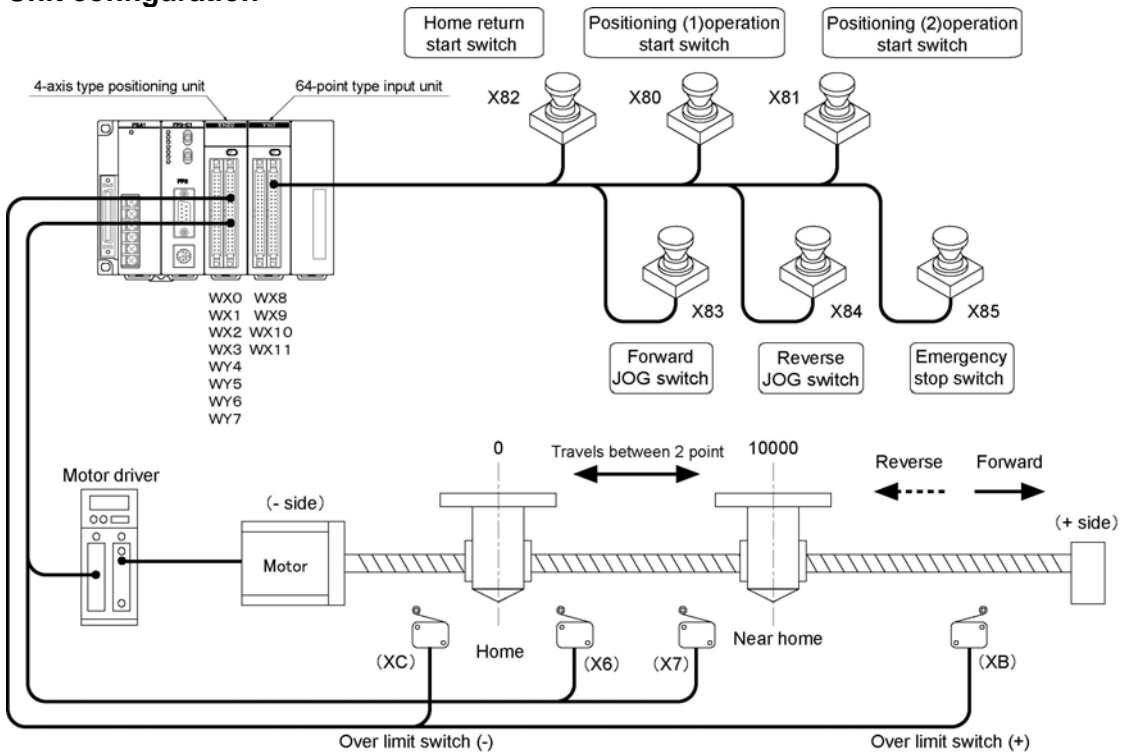 Unit configuration
Home return
start switch
Positioning (1)operation
start switch
Positioning (2)operation
start switch
4-axis type positioning unit
64-point type input unit
X82
X80
X81
X83
X84
X85
WX0 WX8
WX1 WX9
WX2 WX10
WX3 WX11
WY4
WY5
WY6
WY7
Forward
JOG switch
Reverse
JOG switch
Emergency
stop switch
0
Travels between 2 point
10000
Reverse
Forward
Motor driver
(- side)
(+ side)
Motor
Home
Near home
(XC)
(X6)
(X7)
(XB)
Over limit switch (-)
Over limit switch (+)